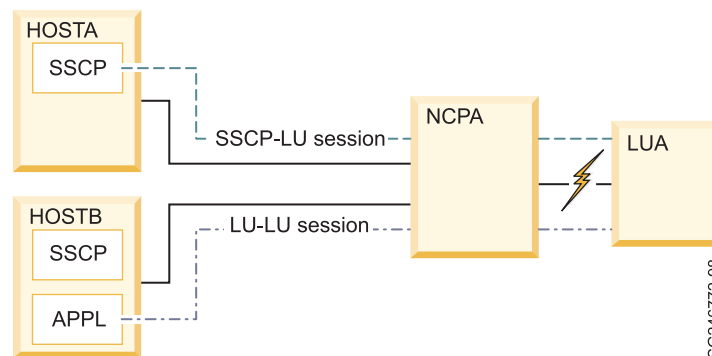 HOSTA
SSCP
SSCP-LU session
NCPA
LUA
HOSTB
SSCP
LU-LU session
APPL